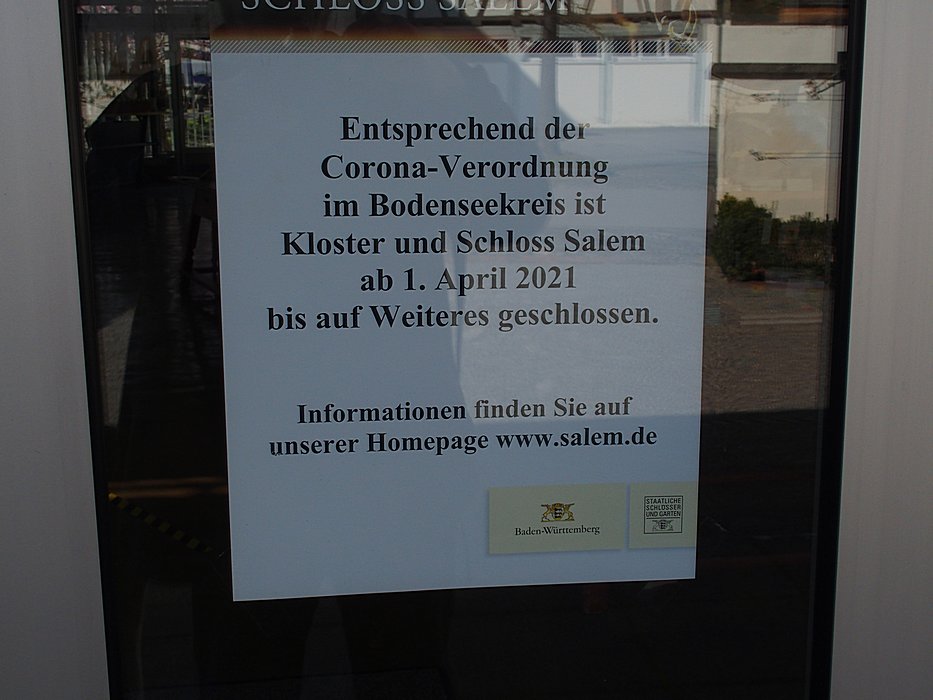 SCHLOSS SALEM
Entsprechend der
Corona-Verordnung
im Bodenseekreis ist
Kloster und Schloss Salem
ab 1. April 2021
bis auf Weiteres geschlossen.
Informationen finden Sie auf
unserer Homepage www.salem.de
Baden-Württemberg
STAATLICHE
SCHLÖSSER
UND GÄRTEN